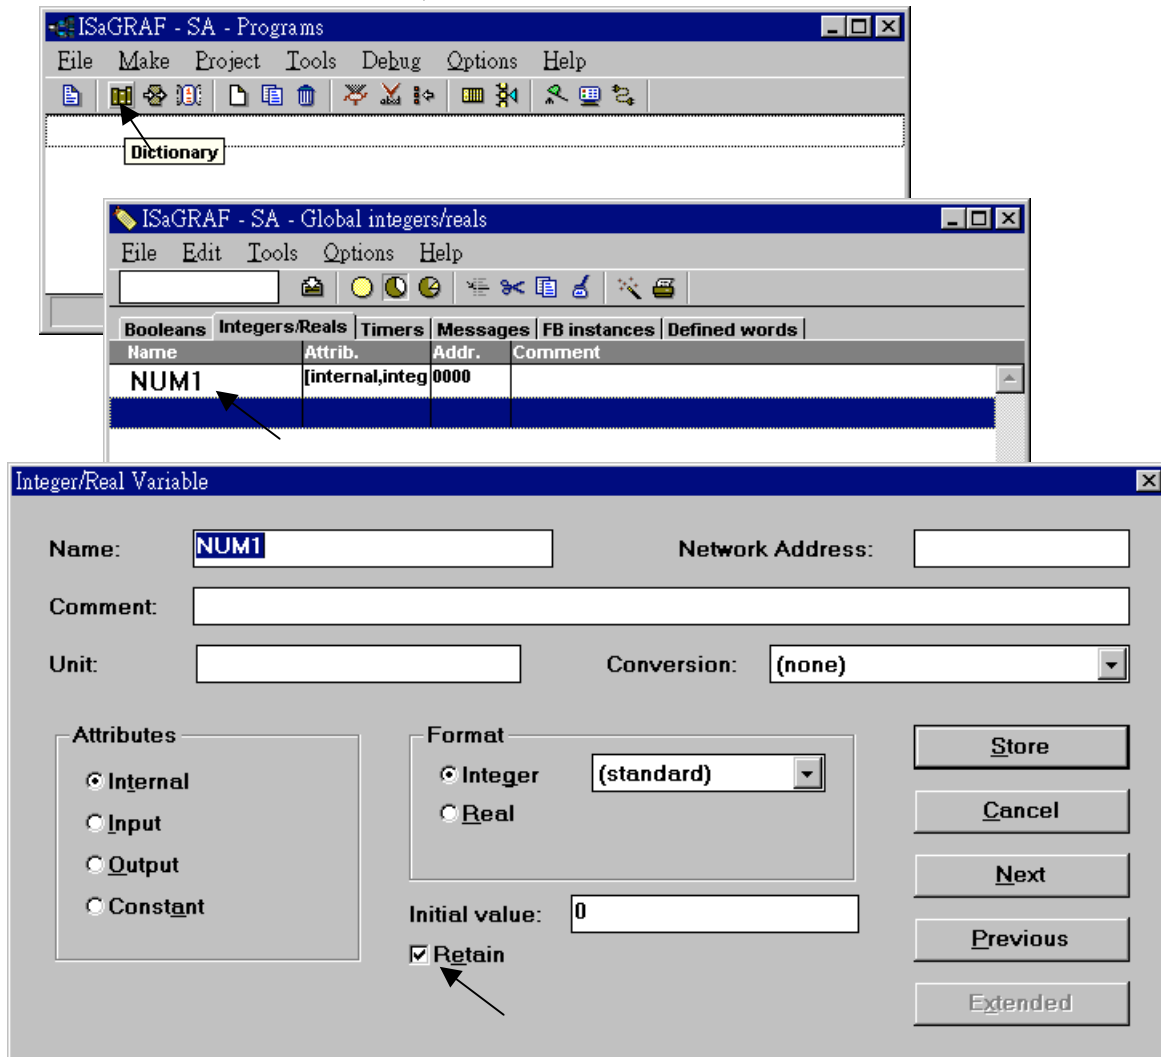 ISaGRAF - SA - Programs
File Make Project Tools Debug Options Help
Dictionary
ISaGRAF - SA - Global integers/reals
File Edit Tools Options Help
Booleans Integers/Reals Timers Messages FB instances Defined words
Name Attrib. Addr. Comment
NUM1 [internal,integ 0000
Integer/Real Variable
Name: NUM1 Network Address:
Comment:
Unit: Conversion: (none)
Attributes Format Store
Internal Integer (standard)
Input Real Cancel
Output Next
Constant Initial value: 0
Retain Previous
Extended